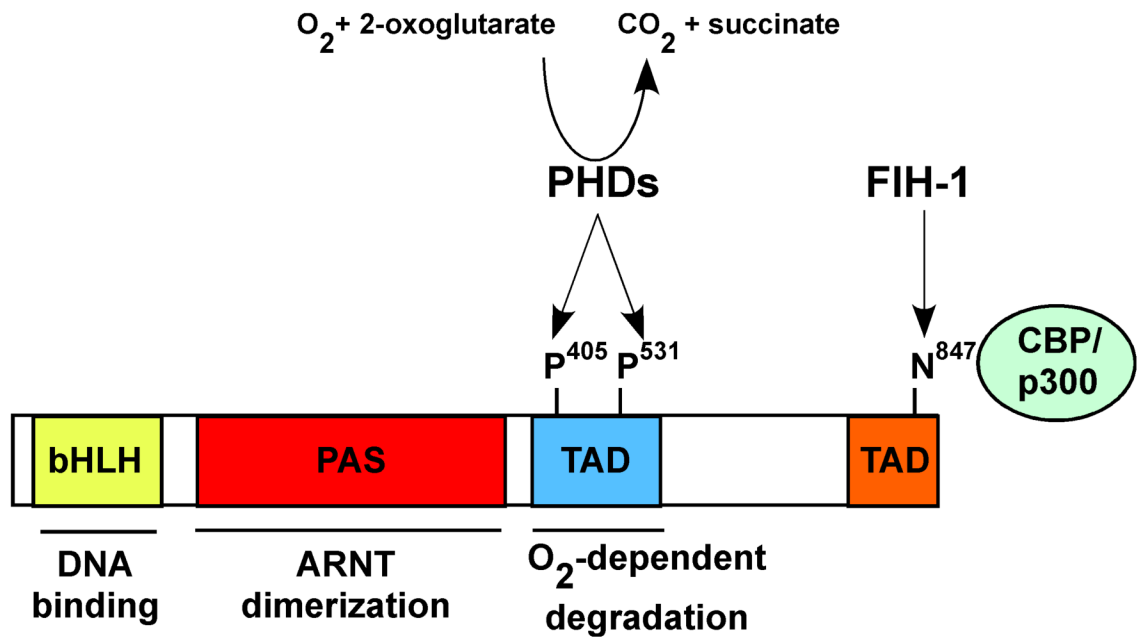 O2+ 2-oxoglutarate
CO2 + succinate
PHDs
FIH-1
P405
P531
N847
CBP/
p300
bHLH
PAS
TAD
TAD
DNA
binding
ARNT
dimerization
O2-dependent
degradation